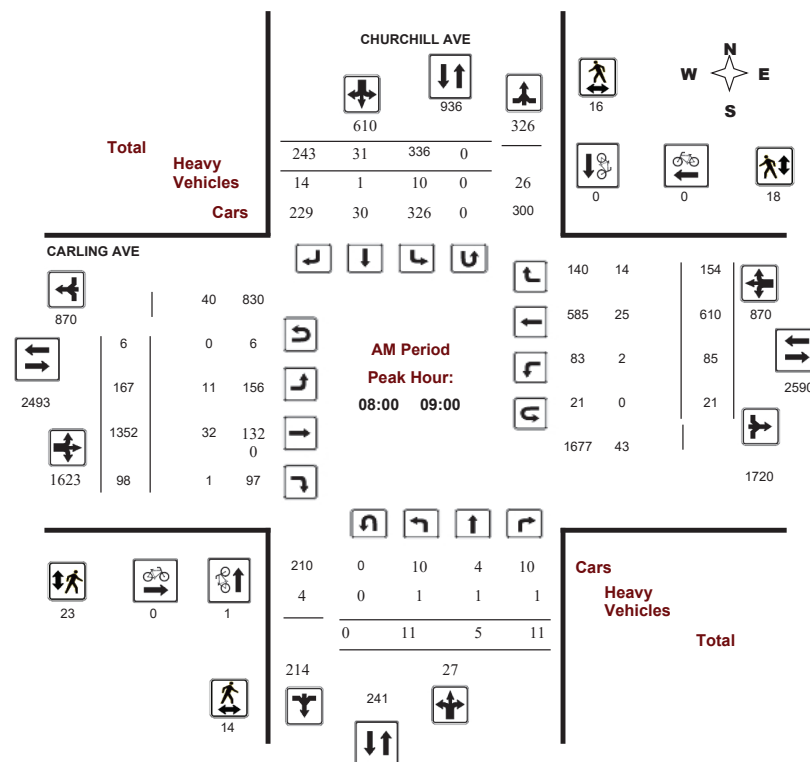 CHURCHILL AVE
N
W E
S
936
16
610 326
Total
243 31 336 0
Heavy
Vehicles
14 1 10 0 26
0 0 18
Cars
229 30 326 0 300
CARLING AVE
140 14 154
870
40 830
585 25 610 870
6 0 6
AM Period
83 2 85
Peak Hour:
2493
167 11 156
2590
08:00 09:00
21 0 21
1352 32 132
0
1677 43
1623 98 1 97
1720
210 0 10 4 10
Cars
4 0 1 1 1
Heavy
Vehicles
23 0 1
0 11 5 11
Total
214 27
241
14